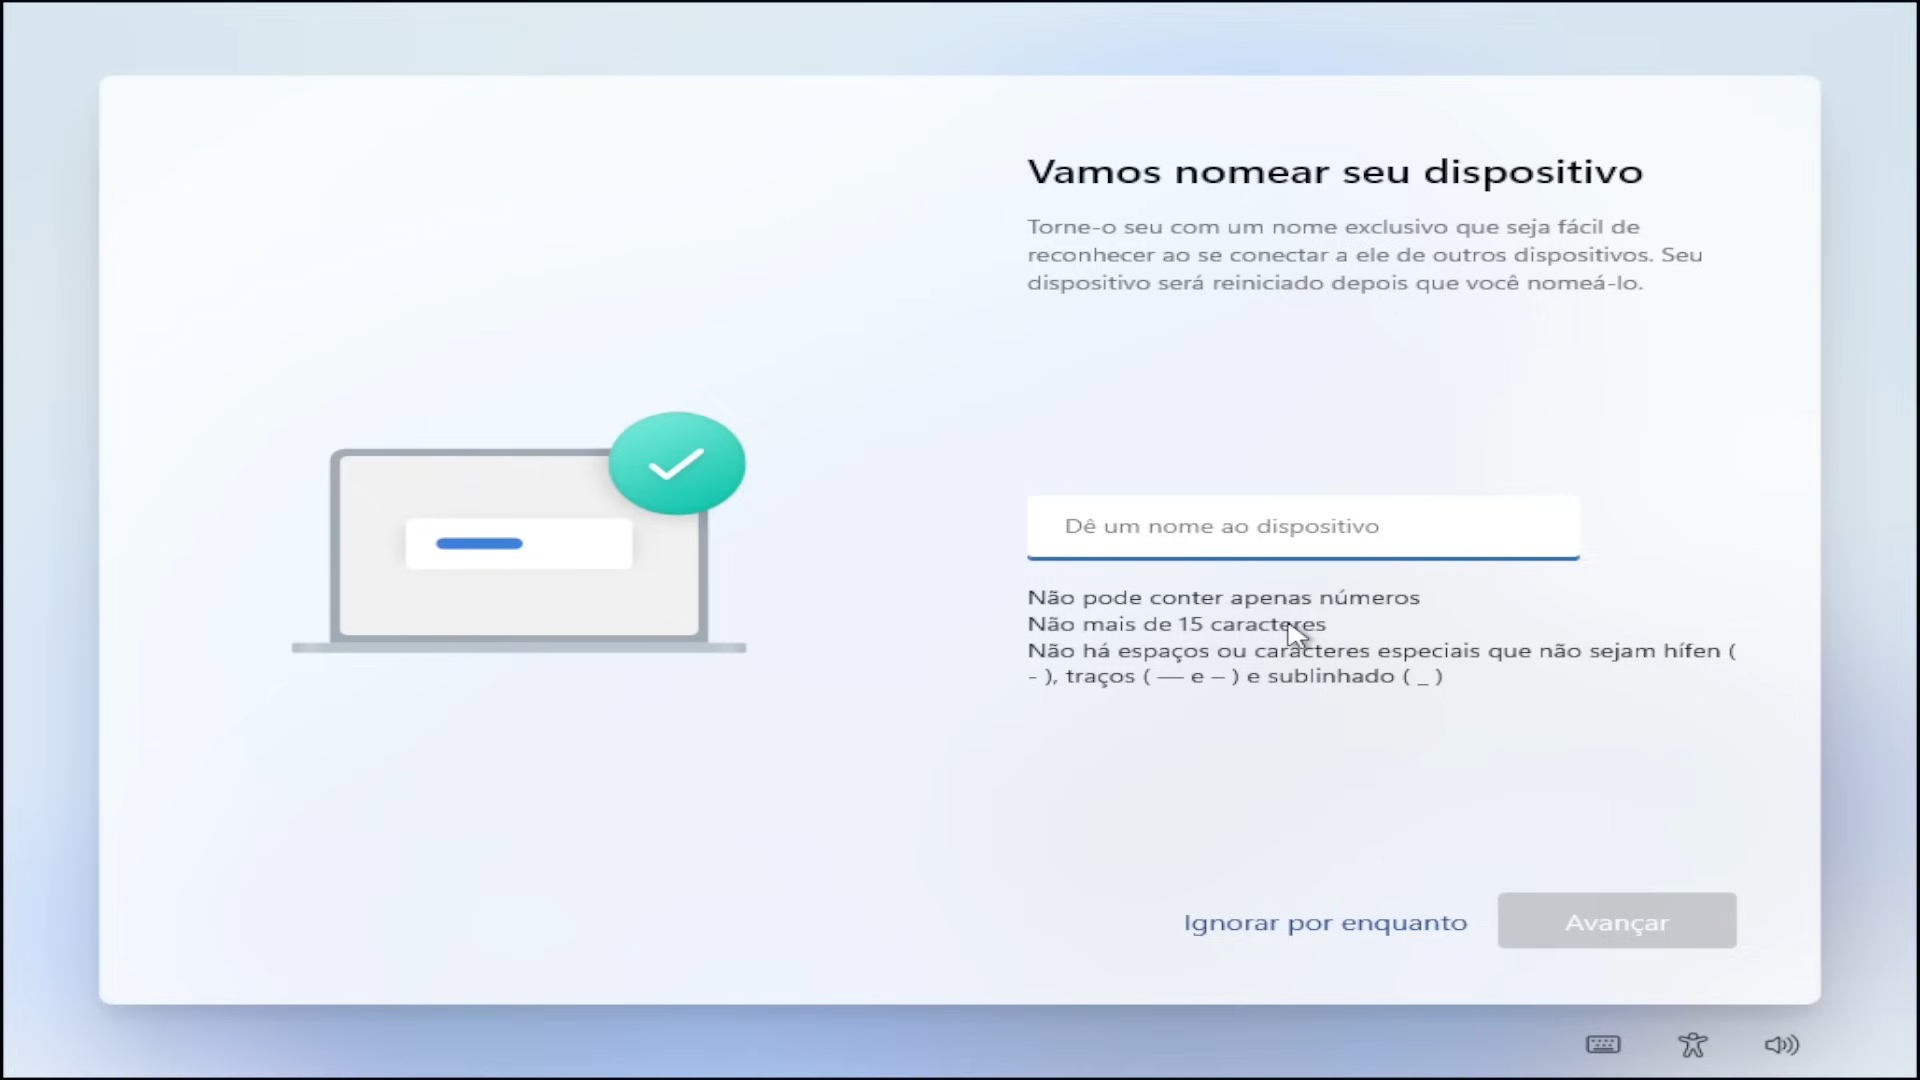 Vamos nomear seu dispositivo
Torne-o seu com um nome exclusivo que seja fácil de
reconhecer ao se conectar a ele de outros dispositivos. Seu
dispositivo será reiniciado depois que você nomeá-lo.
Dê um nome ao dispositivo
Não pode conter apenas números
Não mais de 15 caracteres
Não há espaços ou caracteres especiais que não sejam hífen (
- ), traços ( — e – ) e sublinhado ( _ )
Ignorar por enquanto
Avançar